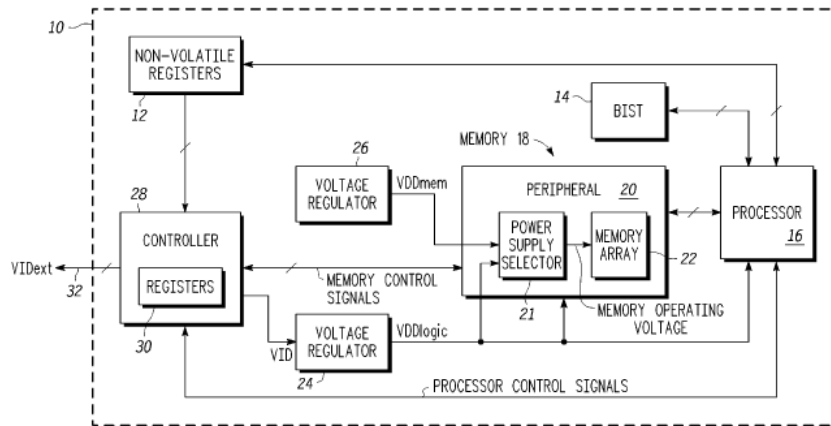 10
NON-VOLATILE
REGISTERS
12
14
BIST
MEMORY 18
26
VOLTAGE
REGULATOR
VDDmem
PERIPHERAL 20
POWER
SUPPLY
SELECTOR
21
MEMORY
ARRAY
22
PROCESSOR
16
28
CONTROLLER
REGISTERS
30
VIDext
32
MEMORY CONTROL
SIGNALS
MEMORY OPERATING
VOLTAGE
VID
VOLTAGE
REGULATOR
24
VDDlogic
PROCESSOR CONTROL SIGNALS